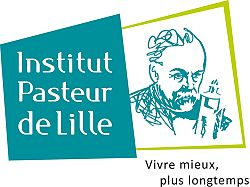 Institut
Pasteur
de Lille
Vivre mieux,
plus longtemps